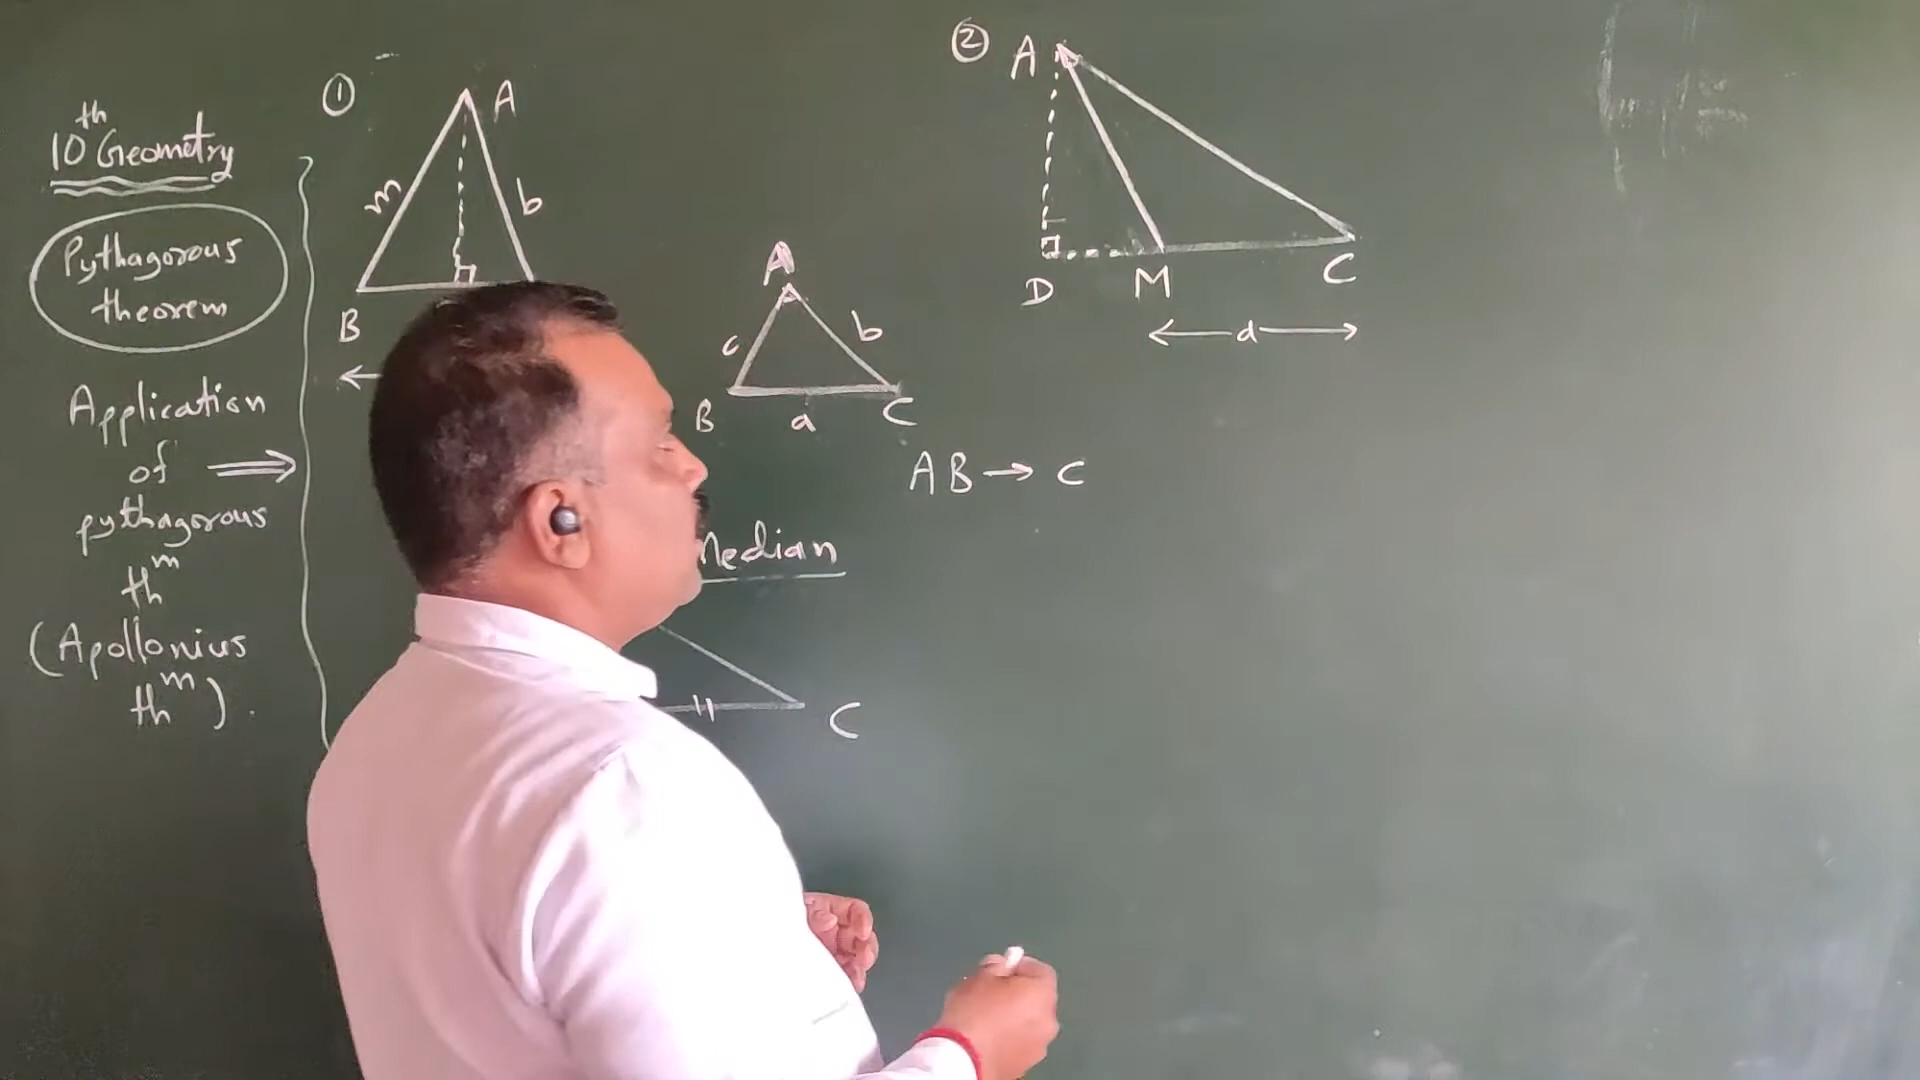 10th Geometry
Pythagorous
theorem
Application
of ⟹
pythagorous
thm
(Apollonius
thm).
①
A
m
b
B
←
A
c
b
B
a
C
AB → C
Median
C
②
A
D
M
C
← d →